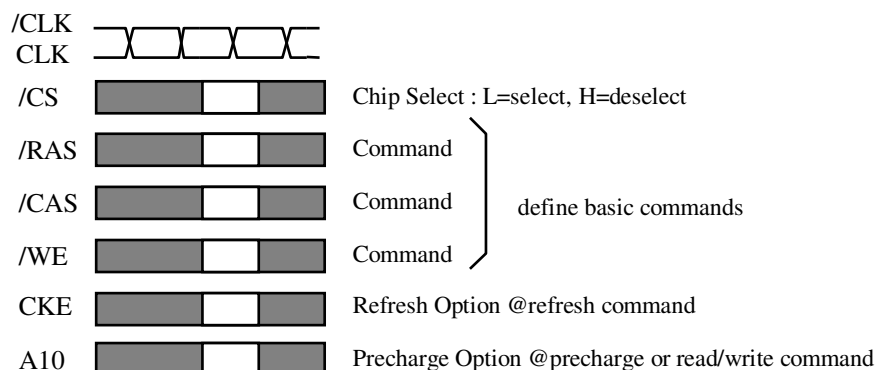 /CLK
CLK
/CS Chip Select : L=select, H=deselect
/RAS Command
/CAS Command define basic commands
/WE Command
CKE Refresh Option @refresh command
A10 Precharge Option @precharge or read/write command